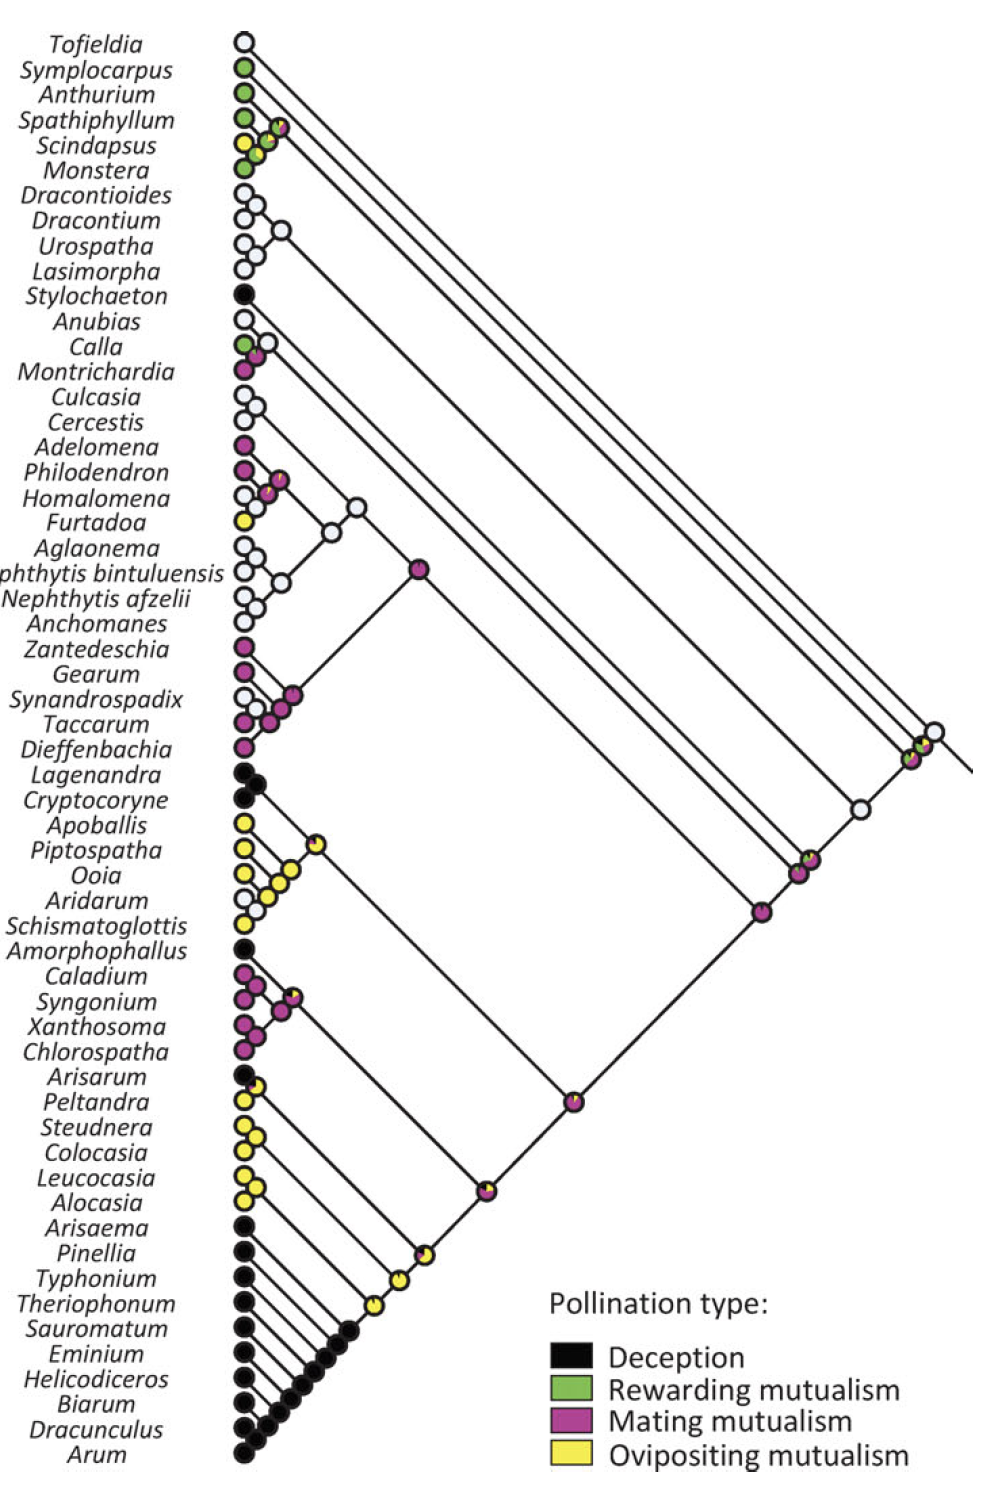 Tofieldia
Symplocarpus
Anthurium
Spathiphyllum
Scindapsus
Monstera
Dracontioides
Dracontium
Urospatha
Lasimorpha
Stylochaeton
Anubias
Calla
Montrichardia
Culcasia
Cercestis
Adelomena
Philodendron
Homalomena
Furtadoa
Aglaonema
phthytis bintuluensis
Nephthytis afzelii
Anchomanes
Zantedeschia
Gearum
Synandrospadix
Taccarum
Dieffenbachia
Lagenandra
Cryptocoryne
Apoballis
Piptospatha
Ooia
Aridarum
Schismatoglottis
Amorphophallus
Caladium
Syngonium
Xanthosoma
Chlorospatha
Arisarum
Peltandra
Steudnera
Colocasia
Leucocasia
Alocasia
Arisaema
Pinellia
Typhonium
Theriophonum
Sauromatum
Eminium
Helicodiceros
Biarum
Dracunculus
Arum
Pollination type:
Deception
Rewarding mutualism
Mating mutualism
Ovipositing mutualism